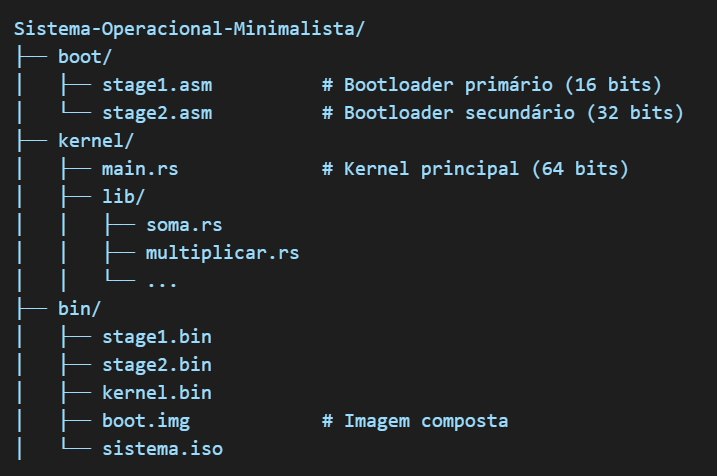 Sistema-Operacional-Minimalista/
├── boot/
│   ├── stage1.asm          # Bootloader primário (16 bits)
│   └── stage2.asm          # Bootloader secundário (32 bits)
├── kernel/
│   ├── main.rs             # Kernel principal (64 bits)
│   ├── lib/
│   │   ├── soma.rs
│   │   ├── multiplicar.rs
│   │   └── ...
├── bin/
│   ├── stage1.bin
│   ├── stage2.bin
│   ├── kernel.bin
│   ├── boot.img            # Imagem composta
│   └── sistema.iso